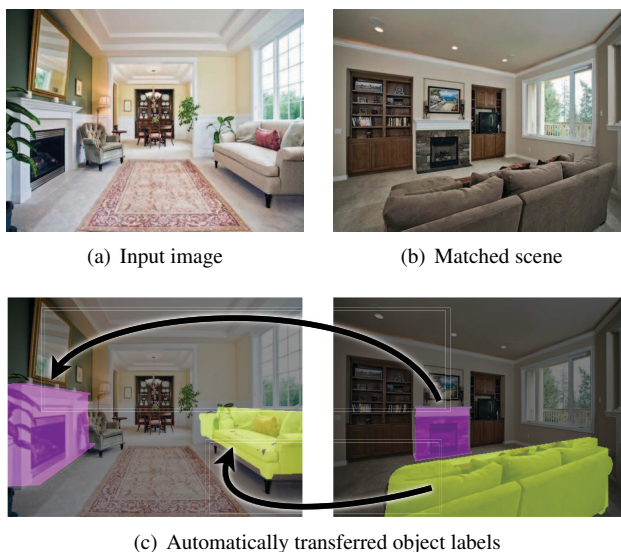 (a) Input image
(b) Matched scene
(c) Automatically transferred object labels